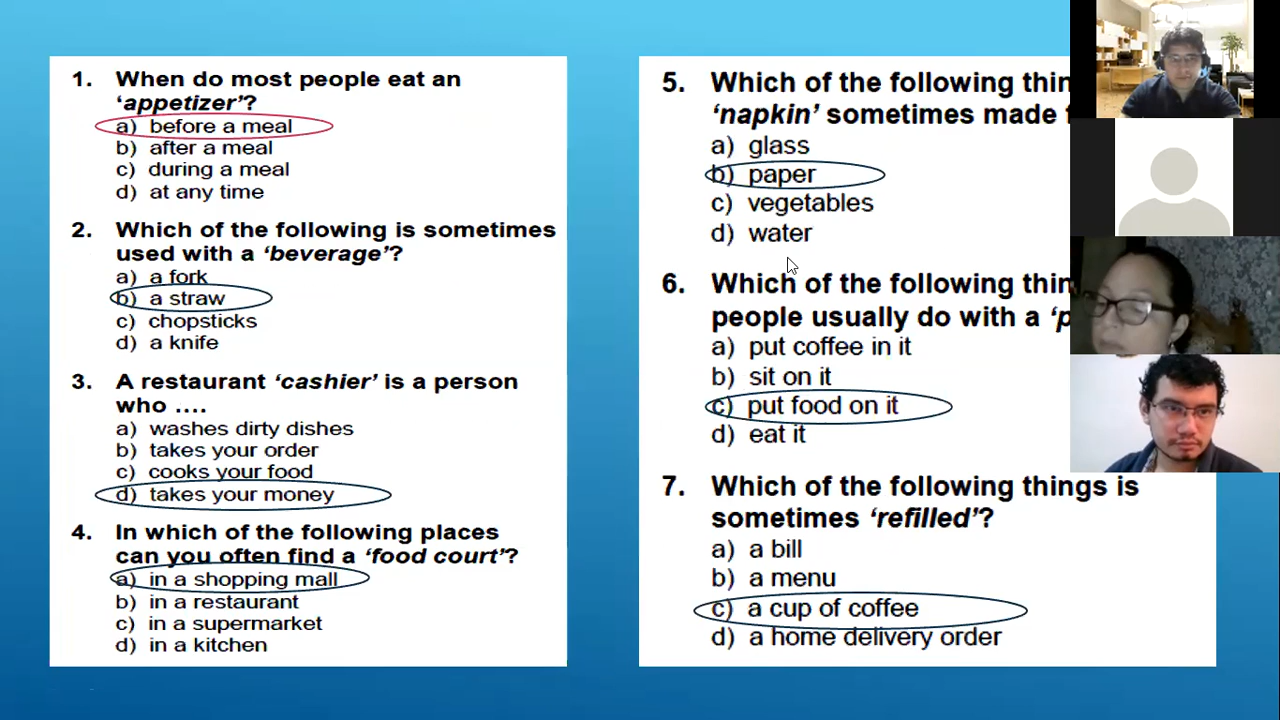 1. When do most people eat an
‘appetizer’?
a) before a meal
b) after a meal
c) during a meal
d) at any time
2. Which of the following is sometimes
used with a ‘beverage’?
a) a fork
b) a straw
c) chopsticks
d) a knife
3. A restaurant ‘cashier’ is a person
who ....
a) washes dirty dishes
b) takes your order
c) cooks your food
d) takes your money
4. In which of the following places
can you often find a ‘food court’?
a) in a shopping mall
b) in a restaurant
c) in a supermarket
d) in a kitchen
5. Which of the following
‘napkin’ sometimes made
a) glass
b) paper
c) vegetables
d) water
6. Which of the following
people usually do with a
a) put coffee in it
b) sit on it
c) put food on it
d) eat it
7. Which of the following things is
sometimes ‘refilled’?
a) a bill
b) a menu
c) a cup of coffee
d) a home delivery order